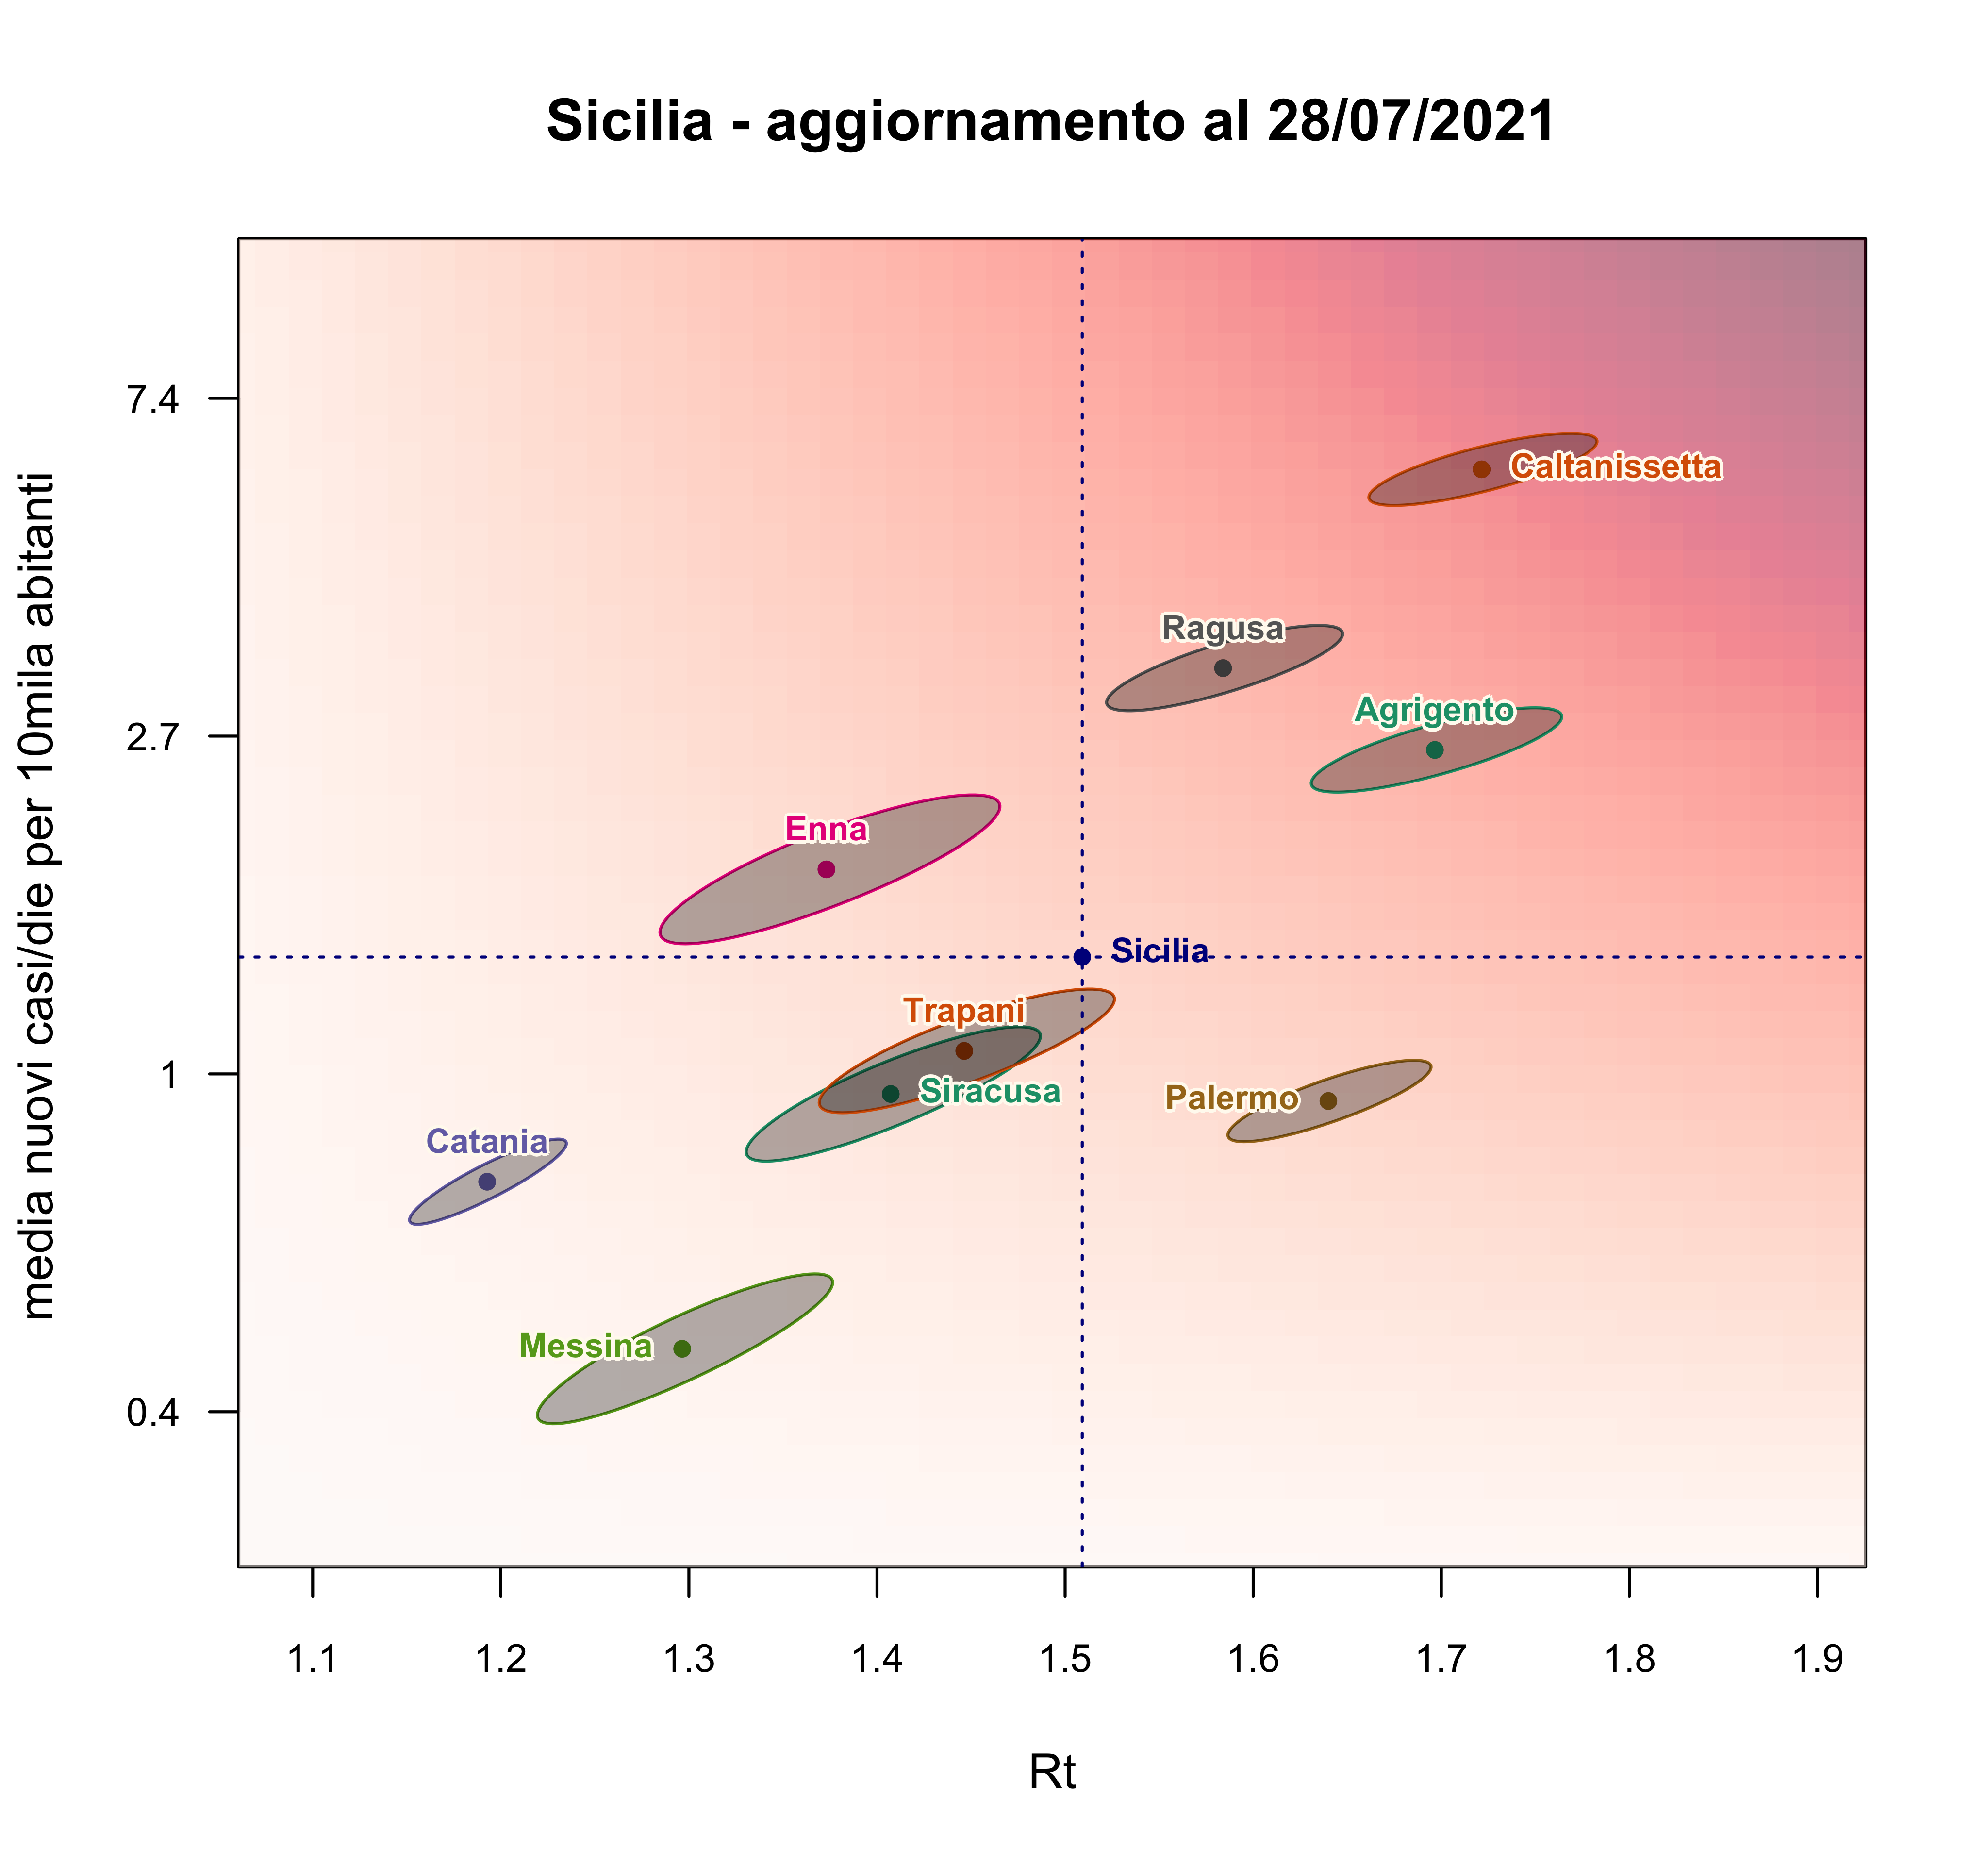 Sicilia - aggiornamento al 28/07/2021
media nuovi casi/die per 10mila abitanti
7.4
2.7
1
0.4
Caltanissetta
Ragusa
Agrigento
Enna
Sicilia
Trapani
Siracusa
Palermo
Catania
Messina
1.1 1.2 1.3 1.4 1.5 1.6 1.7 1.8 1.9
Rt